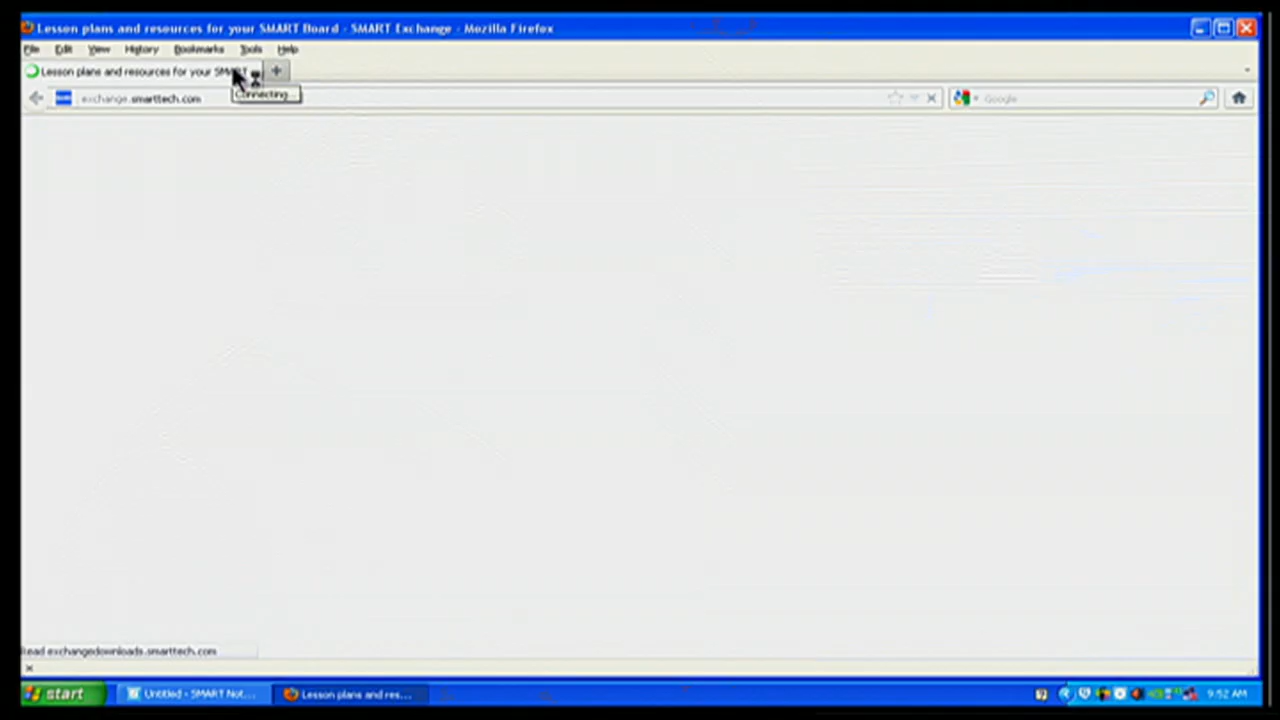 Lesson plans and resources for your SMART Board - SMART Exchange - Mozilla Firefox
File Edit View History Bookmarks Tools Help
Lesson plans and resources for your SMART
Connecting...
exchange.smarttech.com
Google
Read exchangedownloads.smarttech.com
start
Untitled - SMART Not...
Lesson plans and res...
9:52 AM